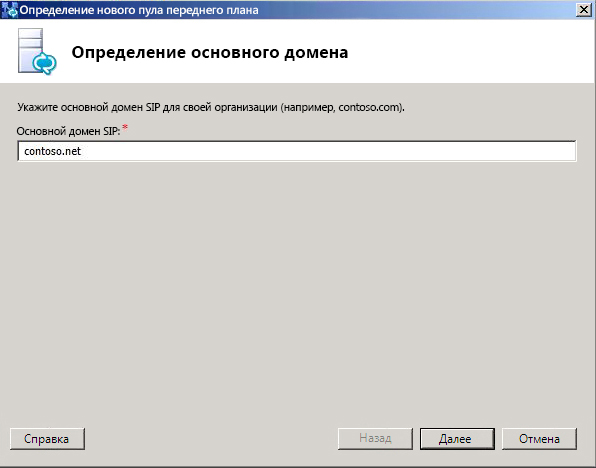 Определение нового пула переднего плана
Определение основного домена
Укажите основной домен SIP для своей организации (например, contoso.com).
Основной домен SIP: *
contoso.net
Справка
Назад
Далее
Отмена